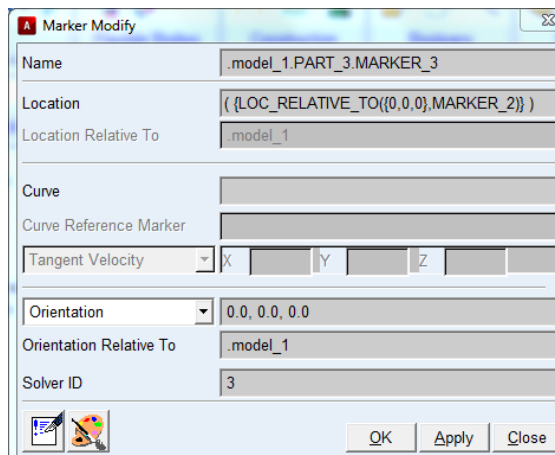 Marker Modify
Name .model_1.PART_3.MARKER_3
Location ( {LOC_RELATIVE_TO({0,0,0},MARKER_2)} )
Location Relative To .model_1
Curve
Curve Reference Marker
Tangent Velocity X Y Z
Orientation 0.0, 0.0, 0.0
Orientation Relative To .model_1
Solver ID 3
OK Apply Close